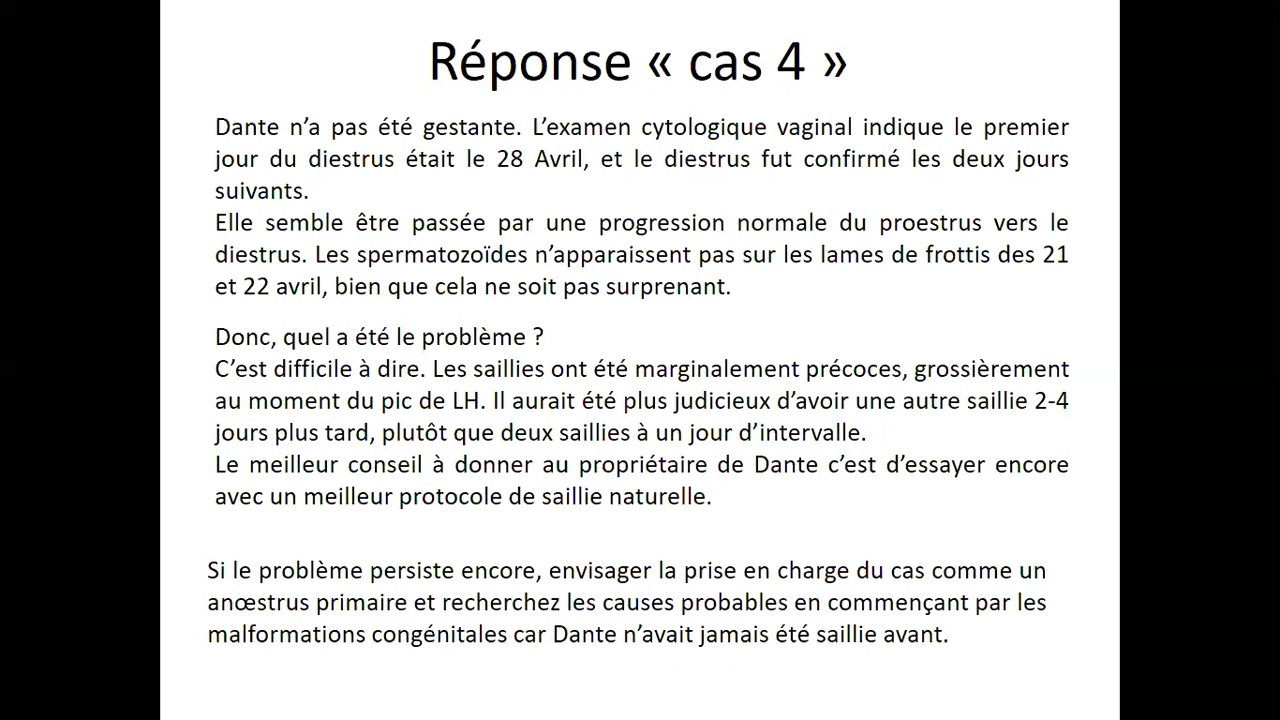 Réponse « cas 4 »
Dante n’a pas été gestante. L’examen cytologique vaginal indique le premier
jour du diestrus était le 28 Avril, et le diestrus fut confirmé les deux jours
suivants.
Elle semble être passée par une progression normale du proestrus vers le
diestrus. Les spermatozoïdes n’apparaissent pas sur les lames de frottis des 21
et 22 avril, bien que cela ne soit pas surprenant.
Donc, quel a été le problème ?
C’est difficile à dire. Les saillies ont été marginalement précoces, grossièrement
au moment du pic de LH. Il aurait été plus judicieux d’avoir une autre saillie 2-4
jours plus tard, plutôt que deux saillies à un jour d’intervalle.
Le meilleur conseil à donner au propriétaire de Dante c’est d’essayer encore
avec un meilleur protocole de saillie naturelle.
Si le problème persiste encore, envisager la prise en charge du cas comme un
anœstrus primaire et recherchez les causes probables en commençant par les
malformations congénitales car Dante n’avait jamais été saillie avant.